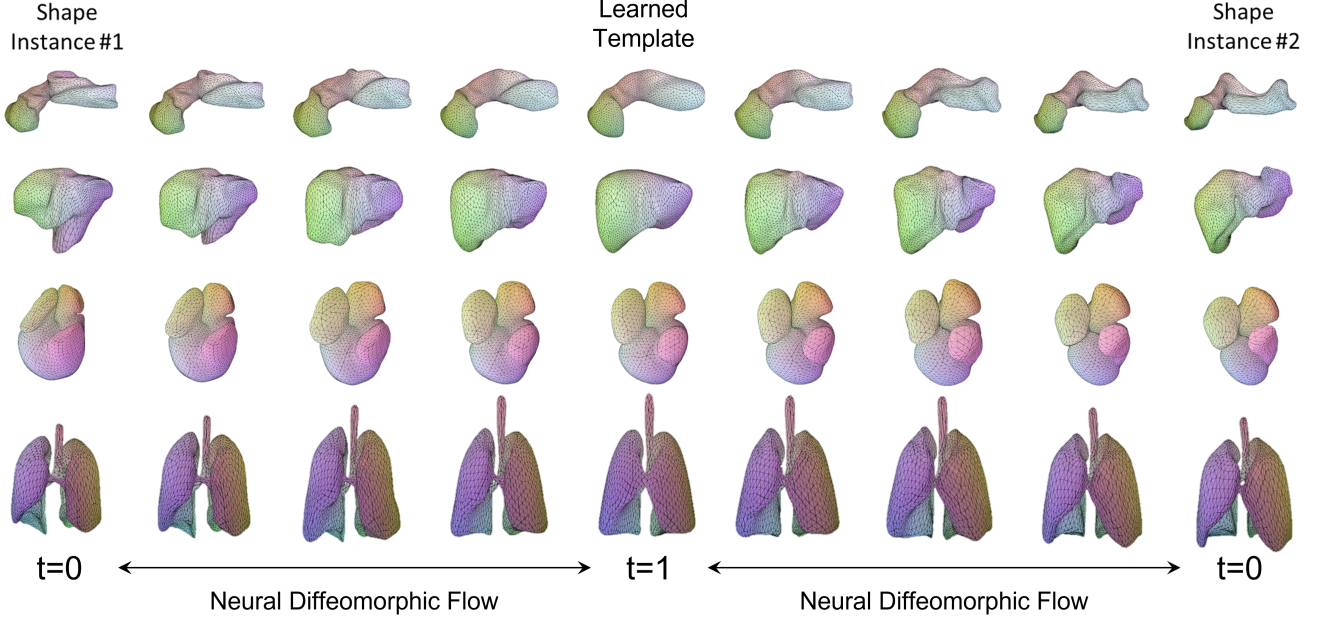 Shape
Instance #1
Learned
Template
Shape
Instance #2
t=0
t=1
t=0
Neural Diffeomorphic Flow
Neural Diffeomorphic Flow